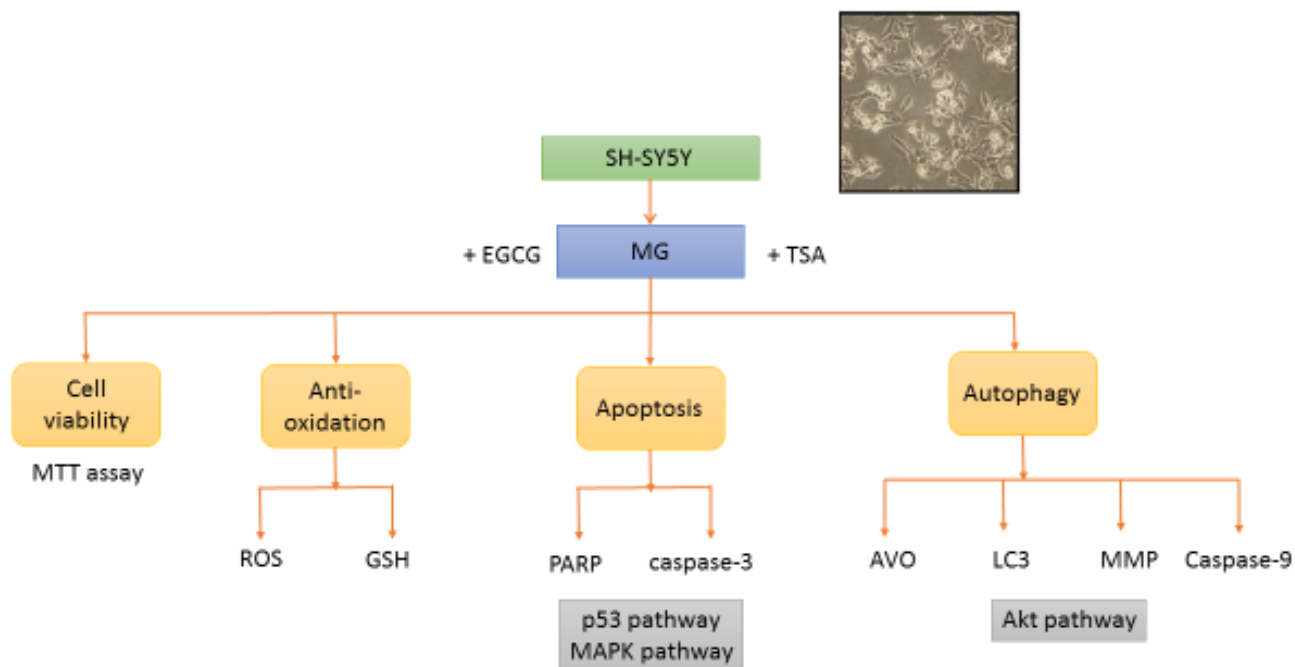 SH-SY5Y
+ EGCG
MG
+ TSA
Cell
viability
MTT assay
Anti-
oxidation
Apoptosis
Autophagy
ROS
GSH
PARP
caspase-3
AVO
LC3
MMP
Caspase-9
p53 pathway
MAPK pathway
Akt pathway